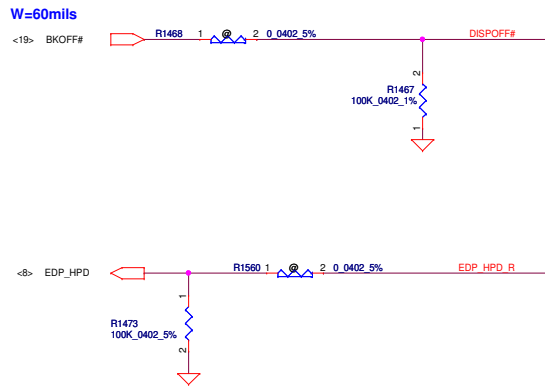 W=60mils
<19> BKOFF# R1468 1 @ 2 0_0402_5% DISPOFF#
2
R1467
100K_0402_1%
1
<8> EDP_HPD R1560 1 @ 2 0_0402_5% EDP_HPD_R
1
R1473
100K_0402_5%
2